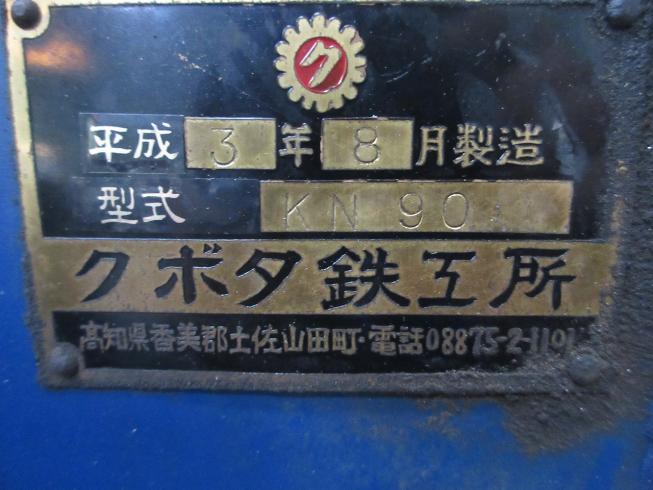 ク
平成 3 年 8 月製造
型式 KN 90
クボタ鉄工所
高知県香美郡土佐山田町・電話08875-2-1101